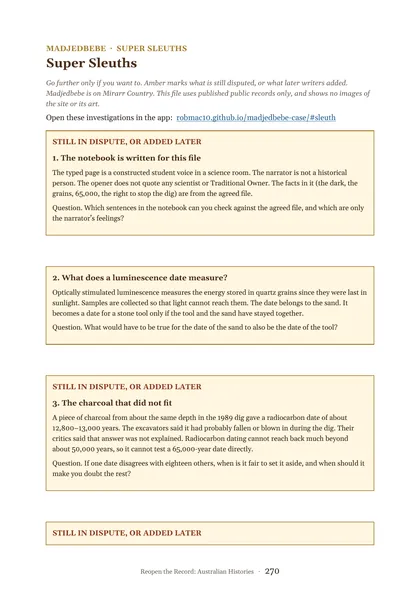 MADJEDBEBE · SUPER SLEUTHS
Super Sleuths
Go further only if you want. Amber marks what is still disputed, or what later writers added.
Madjedbebe is on Mirarr Country. This file uses published public records only, and shows no images of
the site or its art.
Open these investigations in the app: robmac10.github.io/madjedbebe-case/#sleuth
STILL IN DISPUTE, OR ADDED LATER
1. The notebook is written for this file
The typed page is a constructed student voice in a science room. The narrator is not a historical
person. The opener does not quote any scientist or Traditional Owner. The facts in it (the dark, the
grains, 65,000, the right to stop the dig) are from the agreed file.
Question. Which sentences in the notebook can you check against the agreed file, and which are only
the narrator's feelings?
2. What does a luminescence date measure?
Optically stimulated luminescence measures the energy stored in quartz grains since they were last in
sunlight. Samples are collected so that light cannot reach them. The date belongs to the sand. It
becomes a date for a stone tool only if the tool and the sand have stayed together.
Question. What would have to be true for the date of the sand to also be the date of the tool?
STILL IN DISPUTE, OR ADDED LATER
3. The charcoal that did not fit
A piece of charcoal from about the same depth in the 1989 dig gave a radiocarbon date of about
12,800–13,000 years. The excavators said it had probably fallen or blown in during the dig. Their
critics said that answer was not explained. Radiocarbon dating cannot reach back much beyond
about 50,000 years, so it cannot test a 65,000-year date directly.
Question. If one date disagrees with eighteen others, when is it fair to set it aside, and when should it
make you doubt the rest?
STILL IN DISPUTE, OR ADDED LATER
Reopen the Record: Australian Histories · 270